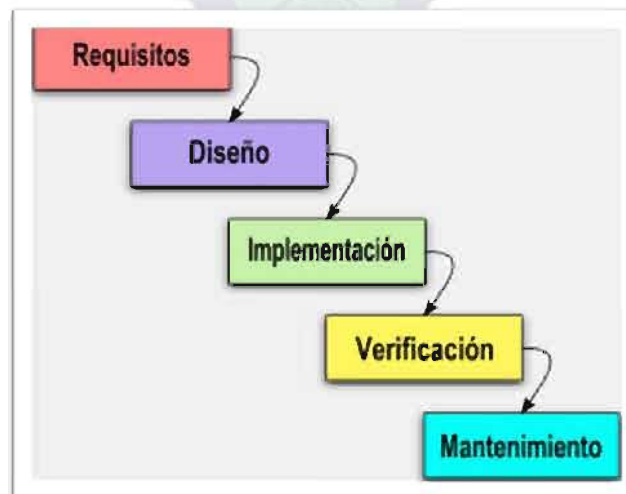 Requisitos
Diseño
Implementación
Verificación
Mantenimiento